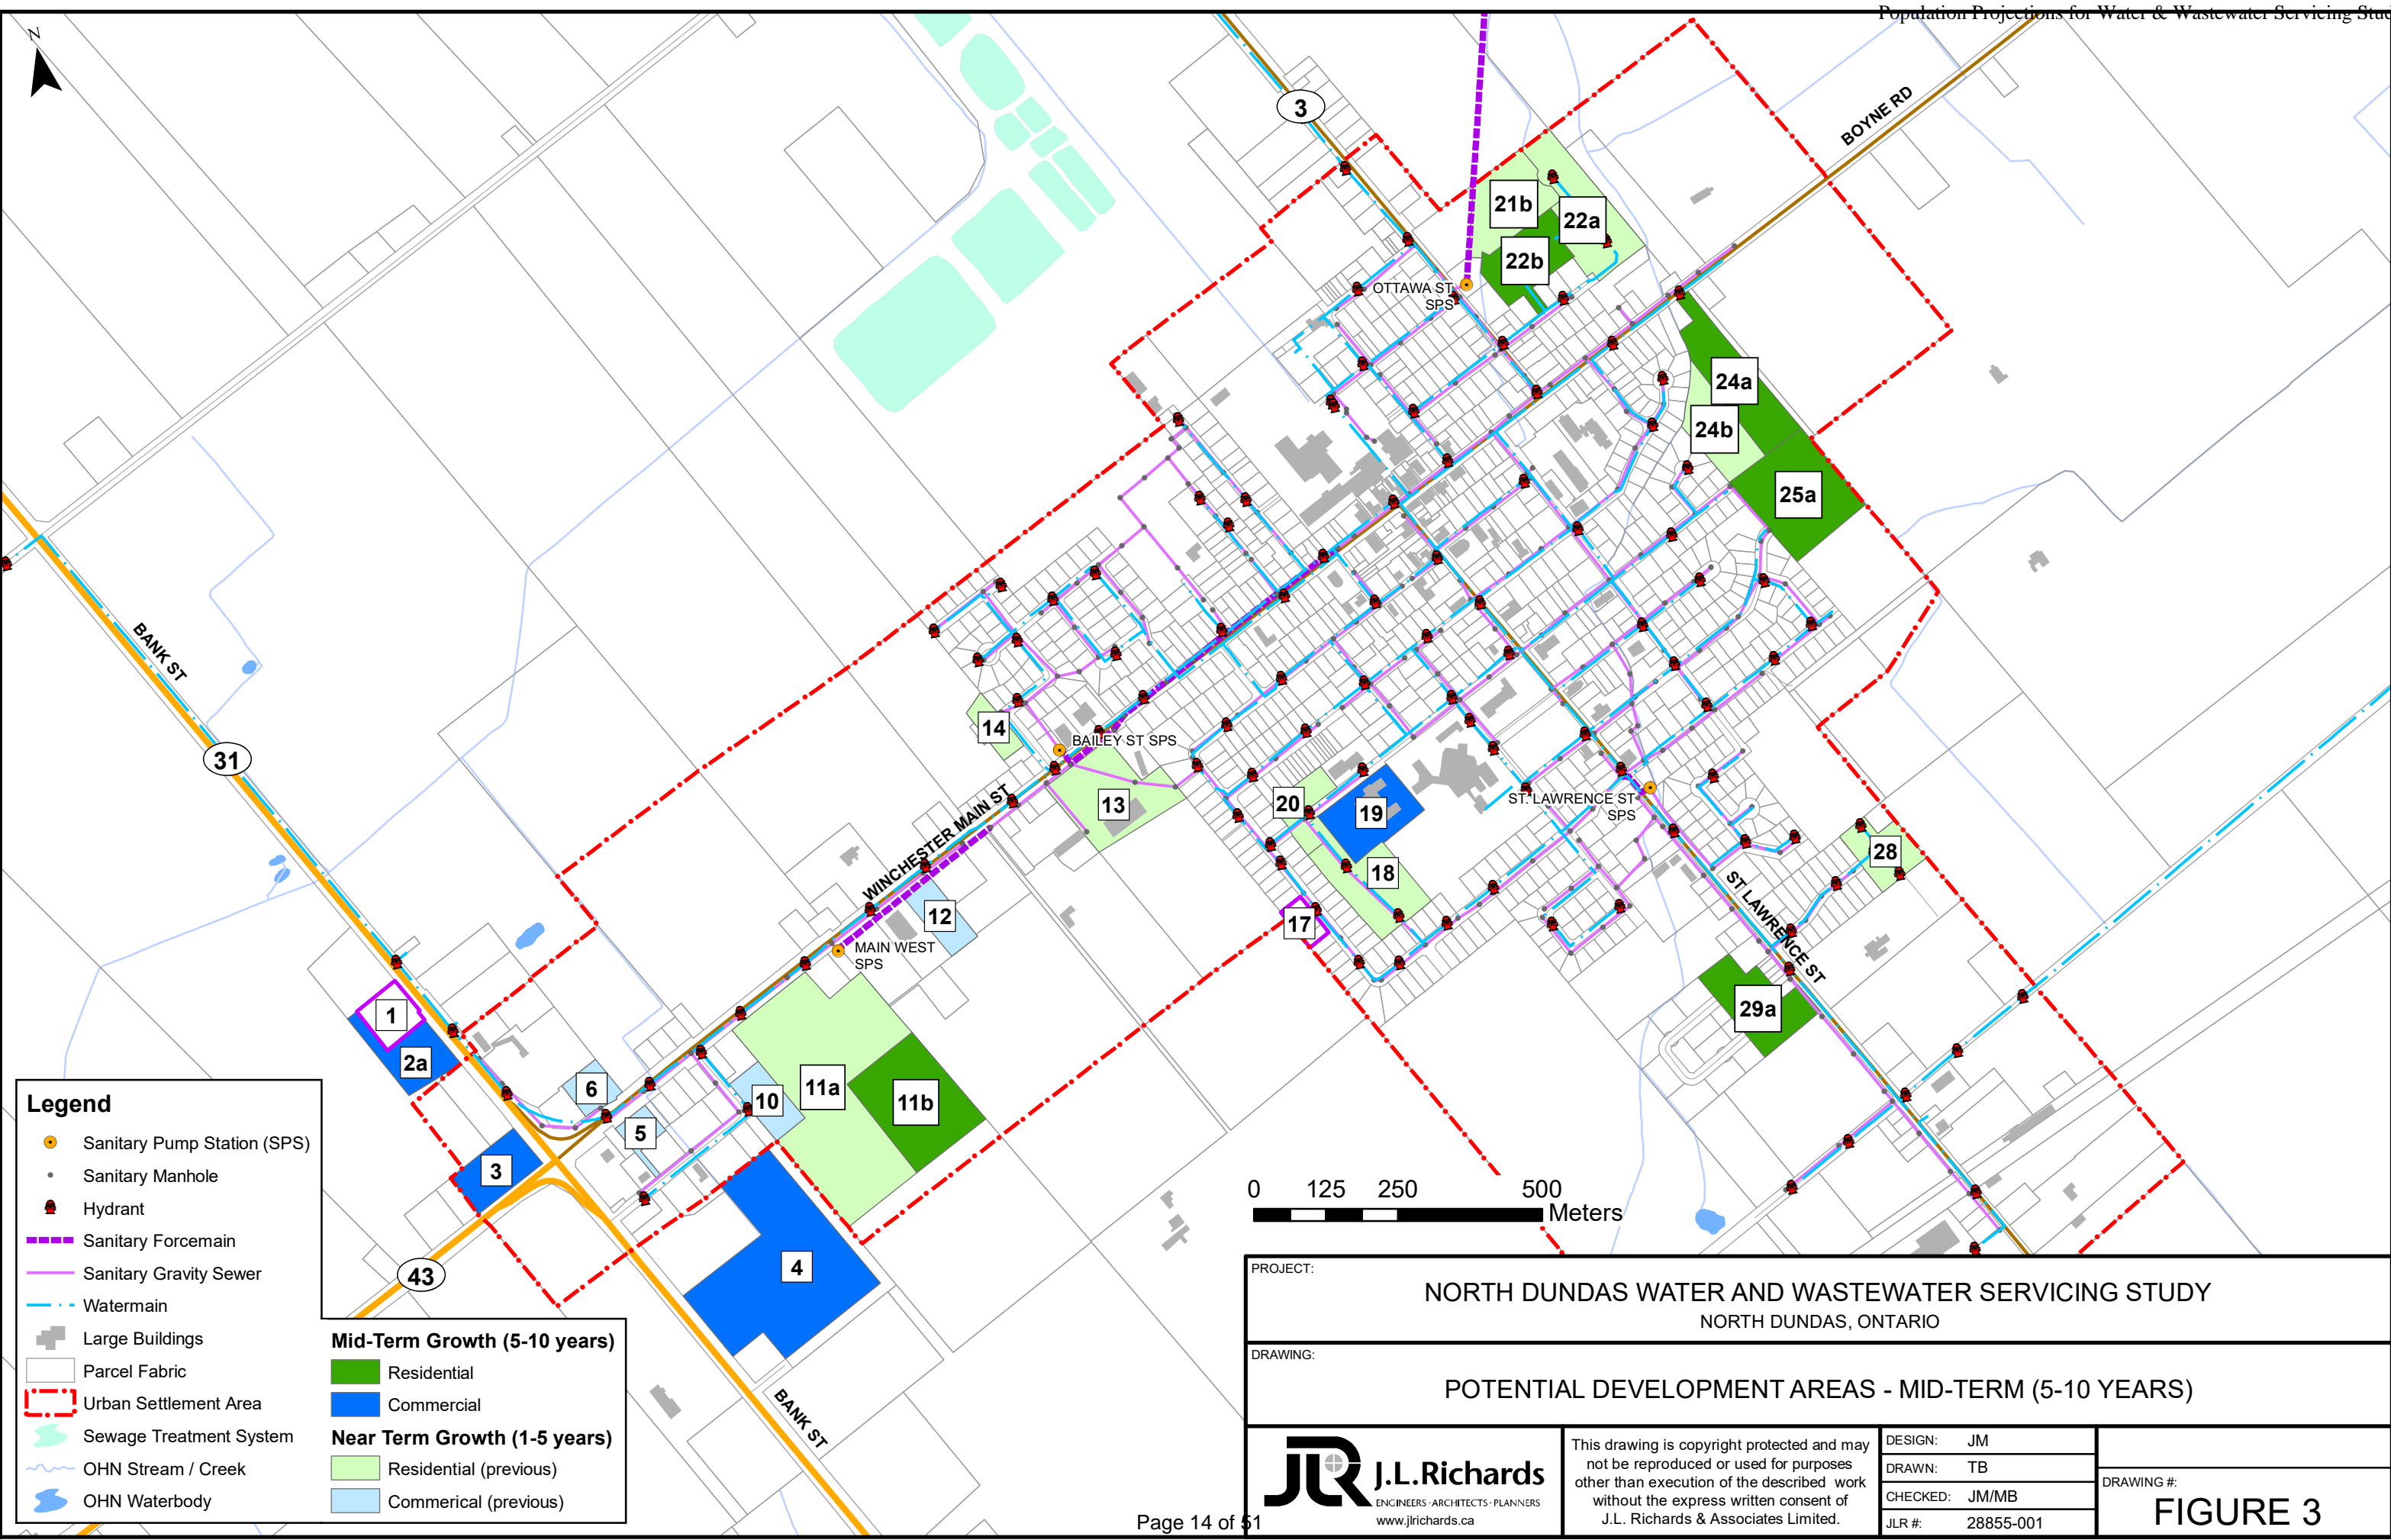 Population Projections for Water & Wastewater Servicing Stud
N
3
BOYNE RD
21b
22a
22b
OTTAWA ST
SPS
24a
24b
25a
BANK ST
31
14
BAILEY ST SPS
13
20
19
18
17
ST. LAWRENCE ST
SPS
28
ST LAWRENCE ST
29a
WINCHESTER MAIN ST
12
MAIN WEST
SPS
1
2a
6
5
10
11a
11b
3
4
43
BANK ST
0 125 250 500
Meters
Legend
Sanitary Pump Station (SPS)
Sanitary Manhole
Hydrant
Sanitary Forcemain
Sanitary Gravity Sewer
Watermain
Large Buildings
Parcel Fabric
Urban Settlement Area
Sewage Treatment System
OHN Stream / Creek
OHN Waterbody
Mid-Term Growth (5-10 years)
Residential
Commercial
Near Term Growth (1-5 years)
Residential (previous)
Commerical (previous)
PROJECT:
NORTH DUNDAS WATER AND WASTEWATER SERVICING STUDY
NORTH DUNDAS, ONTARIO
DRAWING:
POTENTIAL DEVELOPMENT AREAS - MID-TERM (5-10 YEARS)
JLR J.L.Richards
ENGINEERS · ARCHITECTS · PLANNERS
www.jlrichards.ca
This drawing is copyright protected and may
not be reproduced or used for purposes
other than execution of the described work
without the express written consent of
J.L. Richards & Associates Limited.
DESIGN: JM
DRAWN: TB
CHECKED: JM/MB
JLR #: 28855-001
DRAWING #:
FIGURE 3
Page 14 of 51